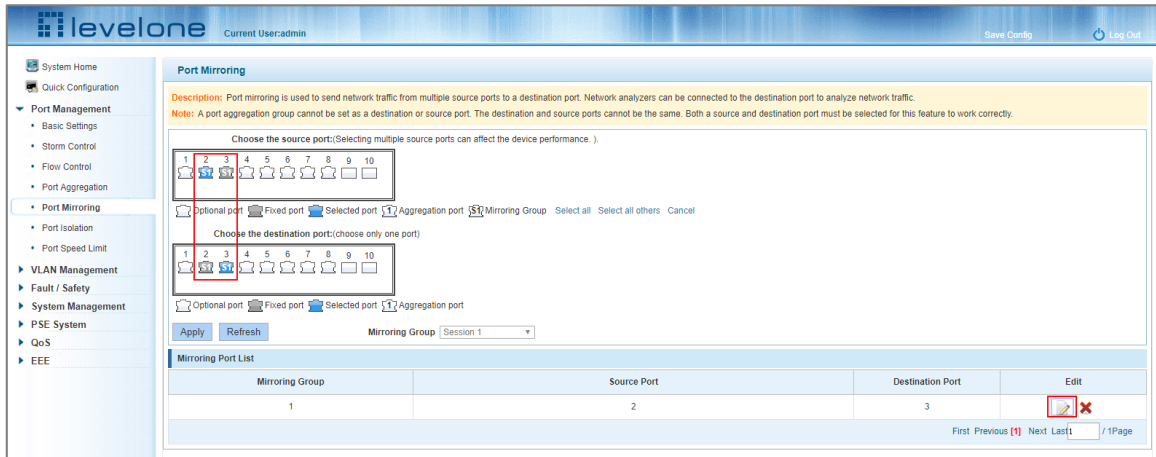 levelone
Current User:admin
Save Config
Log Out
System Home
Quick Configuration
Port Management
Basic Settings
Storm Control
Flow Control
Port Aggregation
Port Mirroring
Port Isolation
Port Speed Limit
VLAN Management
Fault / Safety
System Management
PSE System
QoS
EEE
Port Mirroring
Description: Port mirroring is used to send network traffic from multiple source ports to a destination port. Network analyzers can be connected to the destination port to analyze network traffic.
Note: A port aggregation group cannot be set as a destination or source port. The destination and source ports cannot be the same. Both a source and destination port must be selected for this feature to work correctly.
Choose the source port:(Selecting multiple source ports can affect the device performance. ).
1 2 3 4 5 6 7 8 9 10
S1 S1
Optional port Fixed port Selected port 1 Aggregation port S1 Mirroring Group Select all Select all others Cancel
Choose the destination port:(choose only one port)
1 2 3 4 5 6 7 8 9 10
S1 S1
Optional port Fixed port Selected port 1 Aggregation port
Apply Refresh Mirroring Group Session 1
Mirroring Port List
Mirroring Group Source Port Destination Port Edit
1 2 3
First Previous [1] Next Last 1 / 1Page